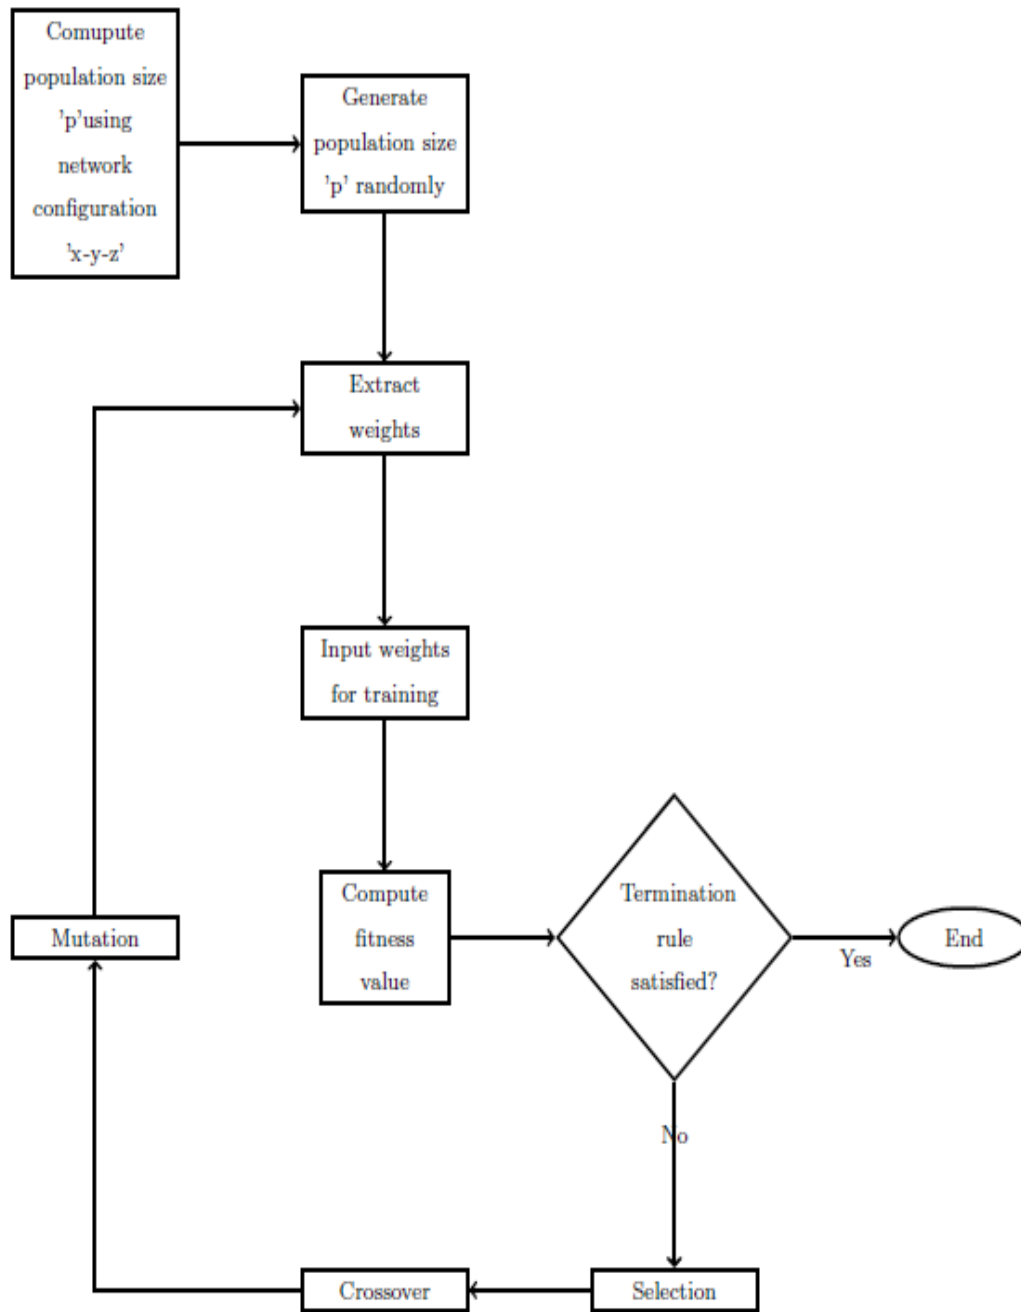 Comupute
population size
'p'using
network
configuration
'x-y-z'
Generate
population size
'p' randomly
Extract
weights
Input weights
for training
Compute
fitness
value
Termination
rule
satisfied?
Yes
End
No
Mutation
Crossover
Selection